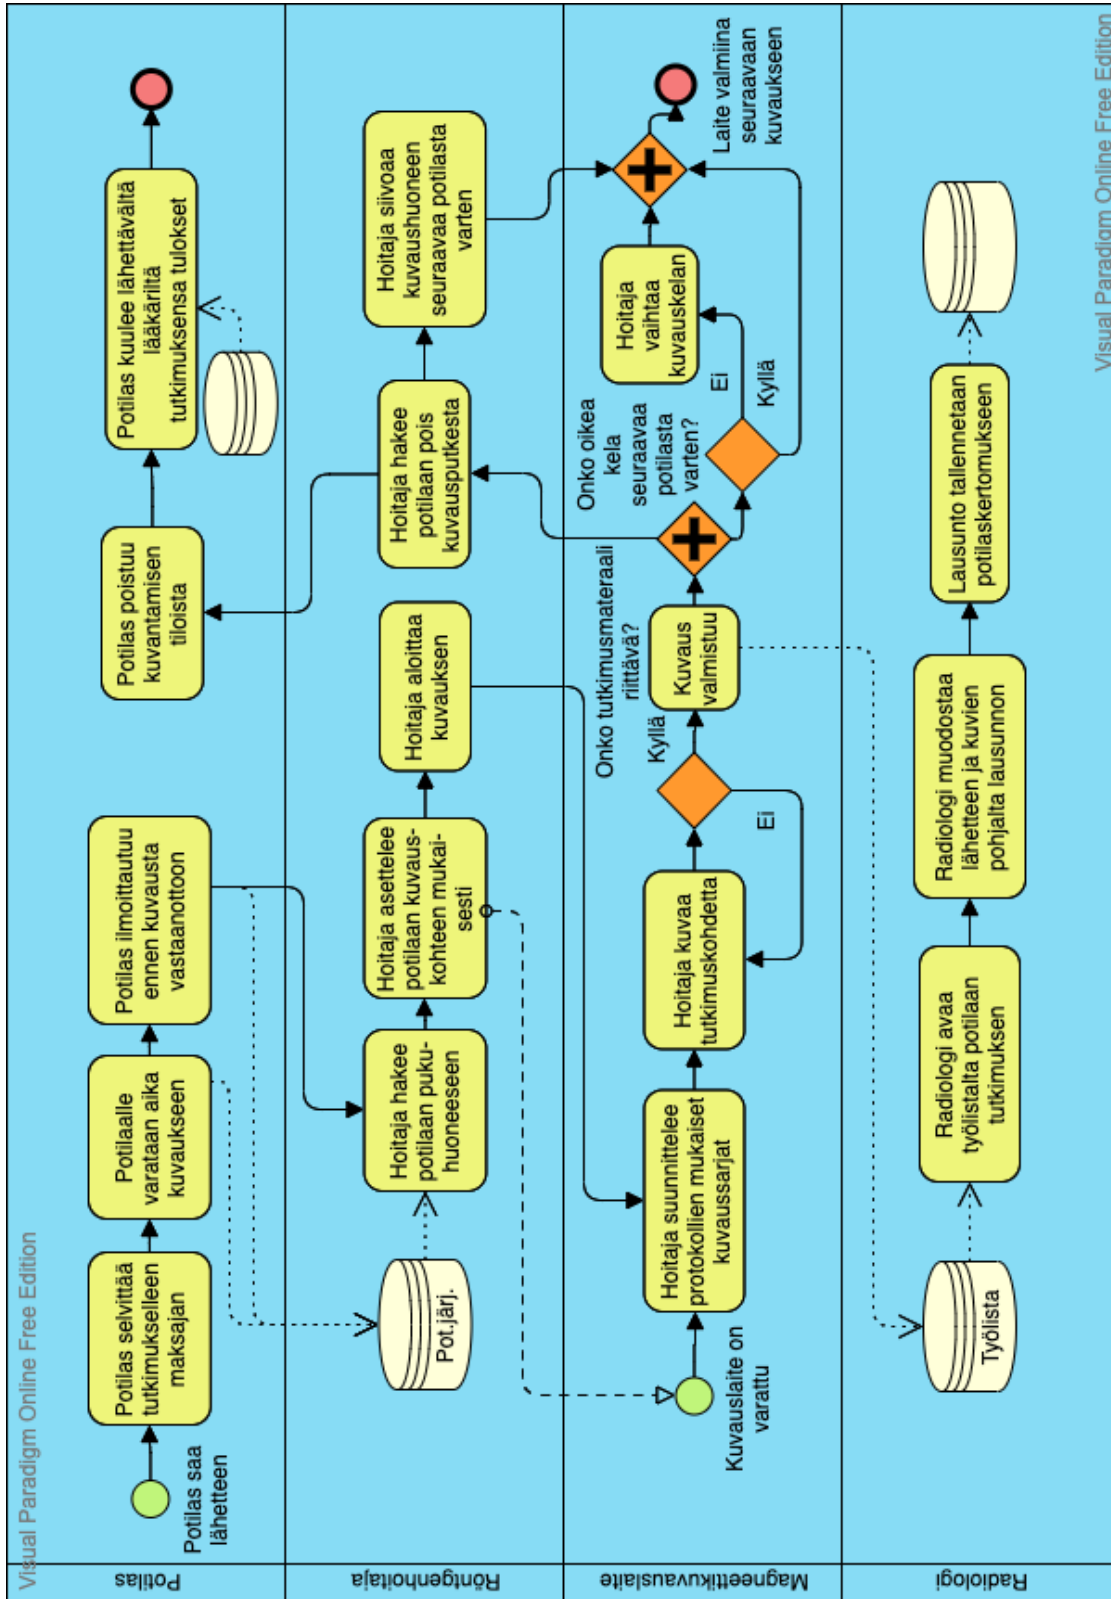 Visual Paradigm Online Free Edition
Potilas
Potilas saa
lähetteen
Potilas selvittää
tutkimukselleen
maksajan
Potilaalle
varataan aika
kuvaukseen
Potilas ilmoittautuu
ennen kuvausta
vastaanottoon
Potilas poistuu
kuvantamisen
tiloista
Potilas kuulee lähettävältä
lääkäriltä
tutkimuksensa tulokset
Röntgenhoitaja
Pot.järj.
Hoitaja hakee
potilaan puku-
huoneeseen
Hoitaja asettelee
potilaan kuvaus-
kohteen mukai-
sesti
Hoitaja aloittaa
kuvauksen
Hoitaja hakee
potilaan pois
kuvausputkesta
Hoitaja siivoaa
kuvaushuoneen
seuraavaa potilasta
varten
Magneettikuvauslaite
Kuvauslaite on
varattu
Hoitaja suunnittelee
protokollien mukaiset
kuvaussarjat
Hoitaja kuvaa
tutkimuskohdetta
Onko tutkimusmateraali
riittävä?
Kyllä
Ei
Kuvaus
valmistuu
Onko oikea
kela
seuraavaa
potilasta
varten?
Ei
Kyllä
Hoitaja
vaihtaa
kuvauskelan
Laite valmiina
seuraavaan
kuvaukseen
Radiologi
Työlista
Radiologi avaa
työlistalta potilaan
tutkimuksen
Radiologi muodostaa
lähetteen ja kuvien
pohjalta lausunnon
Lausunto tallennetaan
potilaskertomukseen
Visual Paradigm Online Free Edition